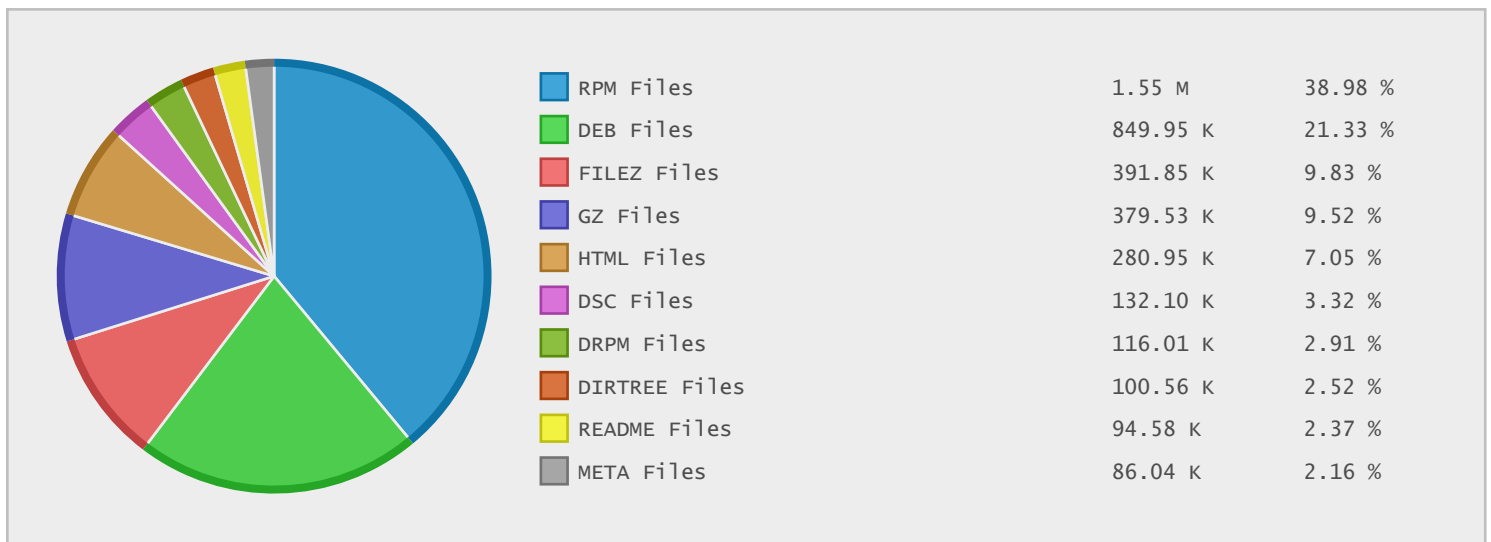 RPM Files 1.55 M 38.98 %
DEB Files 849.95 K 21.33 %
FILEZ Files 391.85 K 9.83 %
GZ Files 379.53 K 9.52 %
HTML Files 280.95 K 7.05 %
DSC Files 132.10 K 3.32 %
DRPM Files 116.01 K 2.91 %
DIRTREE Files 100.56 K 2.52 %
README Files 94.58 K 2.37 %
META Files 86.04 K 2.16 %